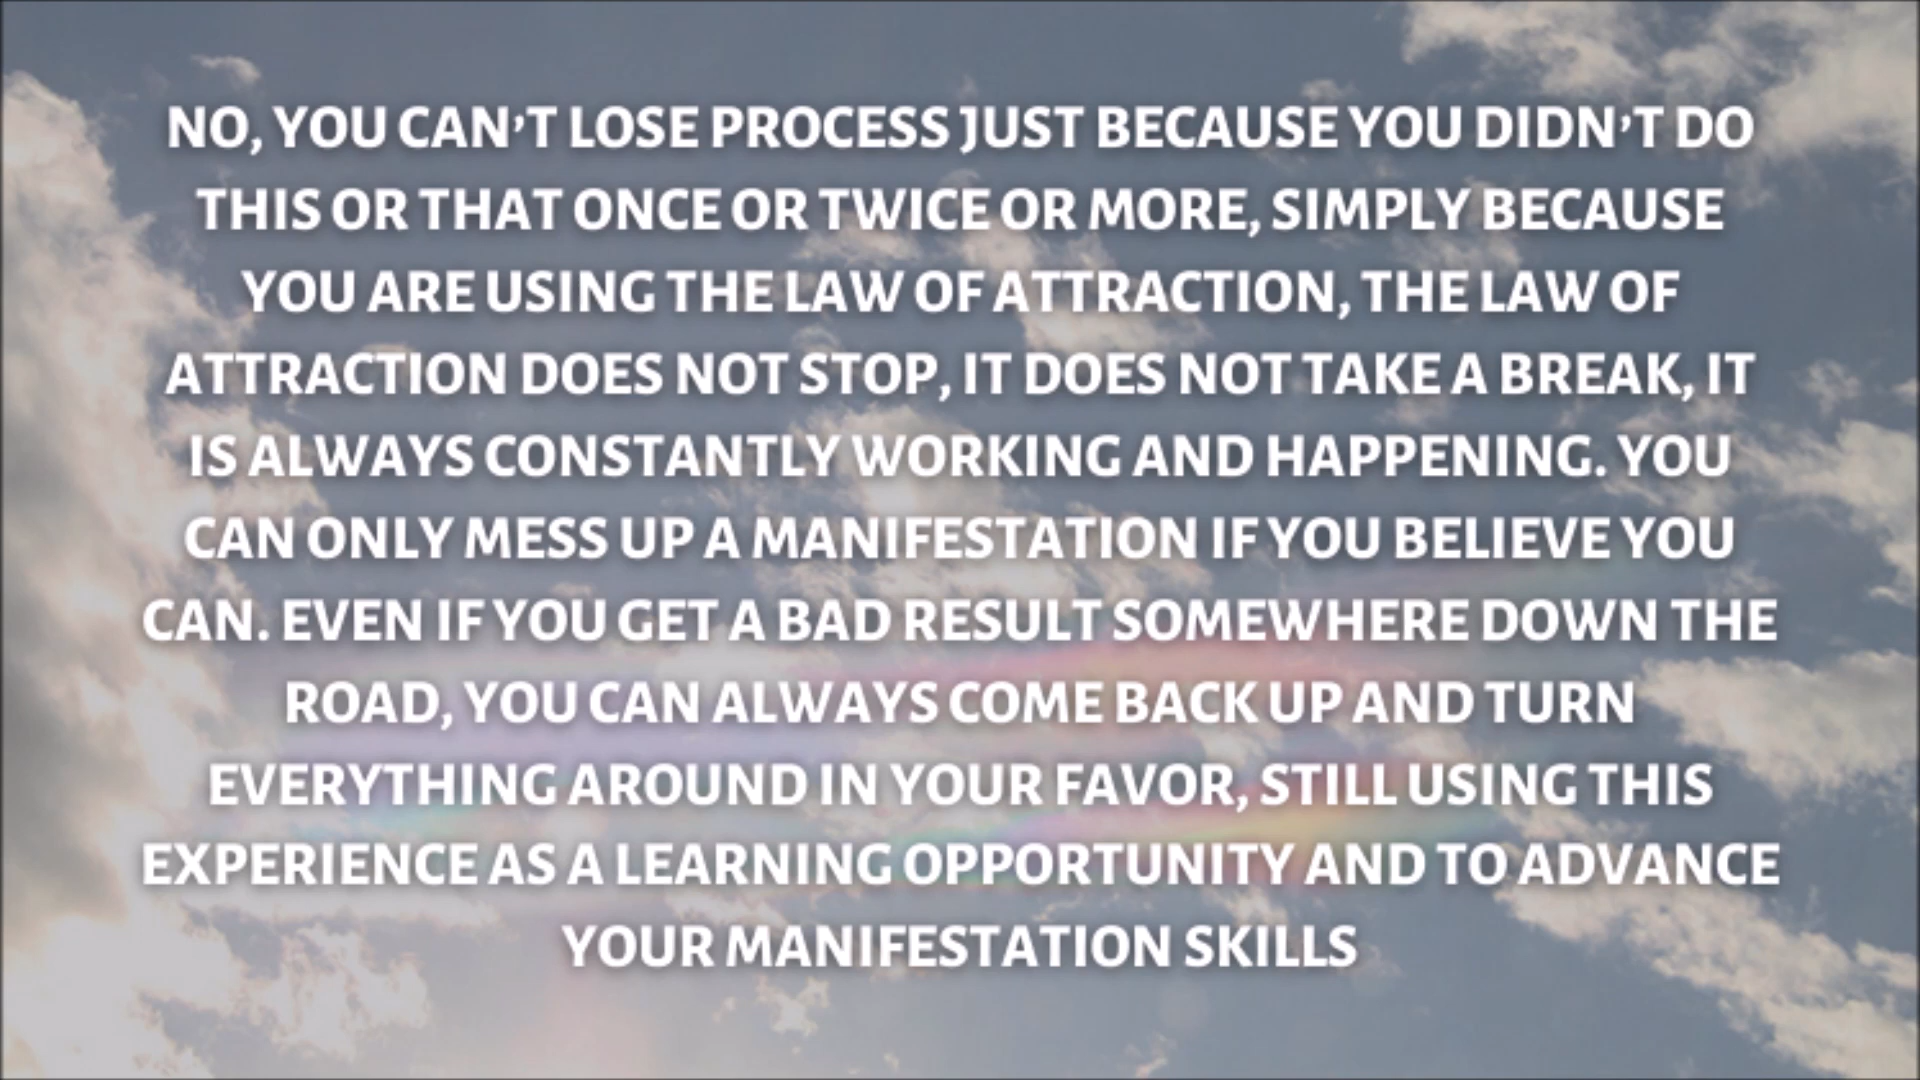 NO, YOU CAN'T LOSE PROCESS JUST BECAUSE YOU DIDN'T DO
THIS OR THAT ONCE OR TWICE OR MORE, SIMPLY BECAUSE
YOU ARE USING THE LAW OF ATTRACTION, THE LAW OF
ATTRACTION DOES NOT STOP, IT DOES NOT TAKE A BREAK, IT
IS ALWAYS CONSTANTLY WORKING AND HAPPENING. YOU
CAN ONLY MESS UP A MANIFESTATION IF YOU BELIEVE YOU
CAN. EVEN IF YOU GET A BAD RESULT SOMEWHERE DOWN THE
ROAD, YOU CAN ALWAYS COME BACK UP AND TURN
EVERYTHING AROUND IN YOUR FAVOR, STILL USING THIS
EXPERIENCE AS A LEARNING OPPORTUNITY AND TO ADVANCE
YOUR MANIFESTATION SKILLS